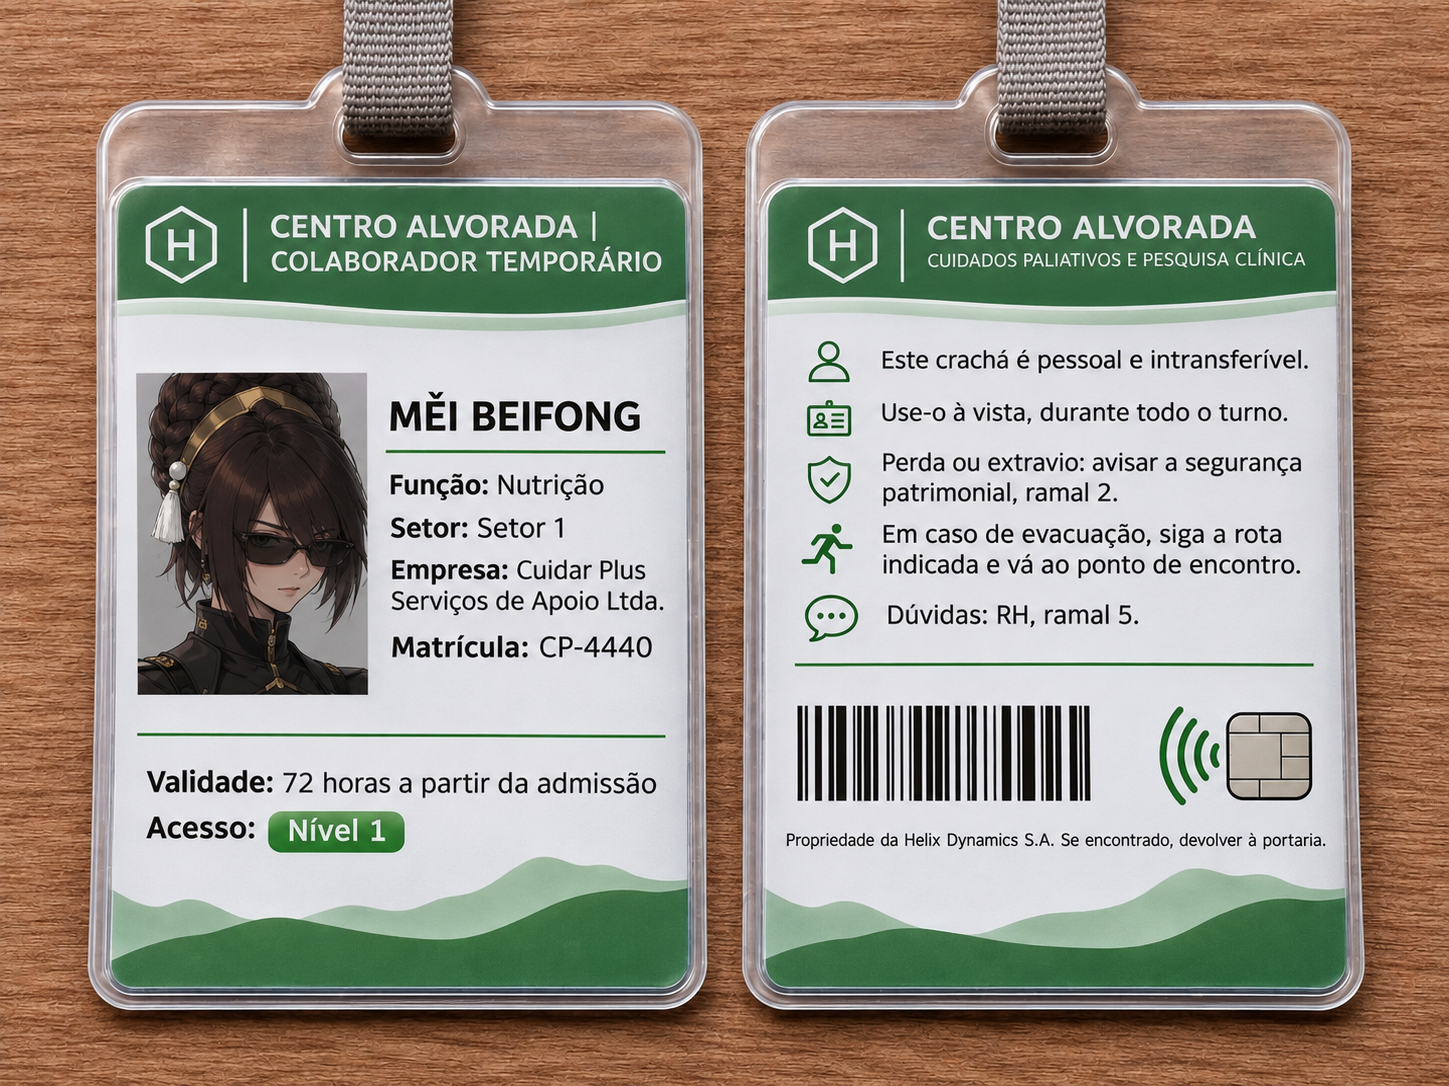 H
CENTRO ALVORADA |
COLABORADOR TEMPORÁRIO
MĚI BEIFONG
Função: Nutrição
Setor: Setor 1
Empresa: Cuidar Plus
Serviços de Apoio Ltda.
Matrícula: CP-4440
Validade: 72 horas a partir da admissão
Acesso: Nível 1
H
CENTRO ALVORADA
CUIDADOS PALIATIVOS E PESQUISA CLÍNICA
Este crachá é pessoal e intransferível.
Use-o à vista, durante todo o turno.
Perda ou extravio: avisar a segurança
patrimonial, ramal 2.
Em caso de evacuação, siga a rota
indicada e vá ao ponto de encontro.
Dúvidas: RH, ramal 5.
Propriedade da Helix Dynamics S.A. Se encontrado, devolver à portaria.